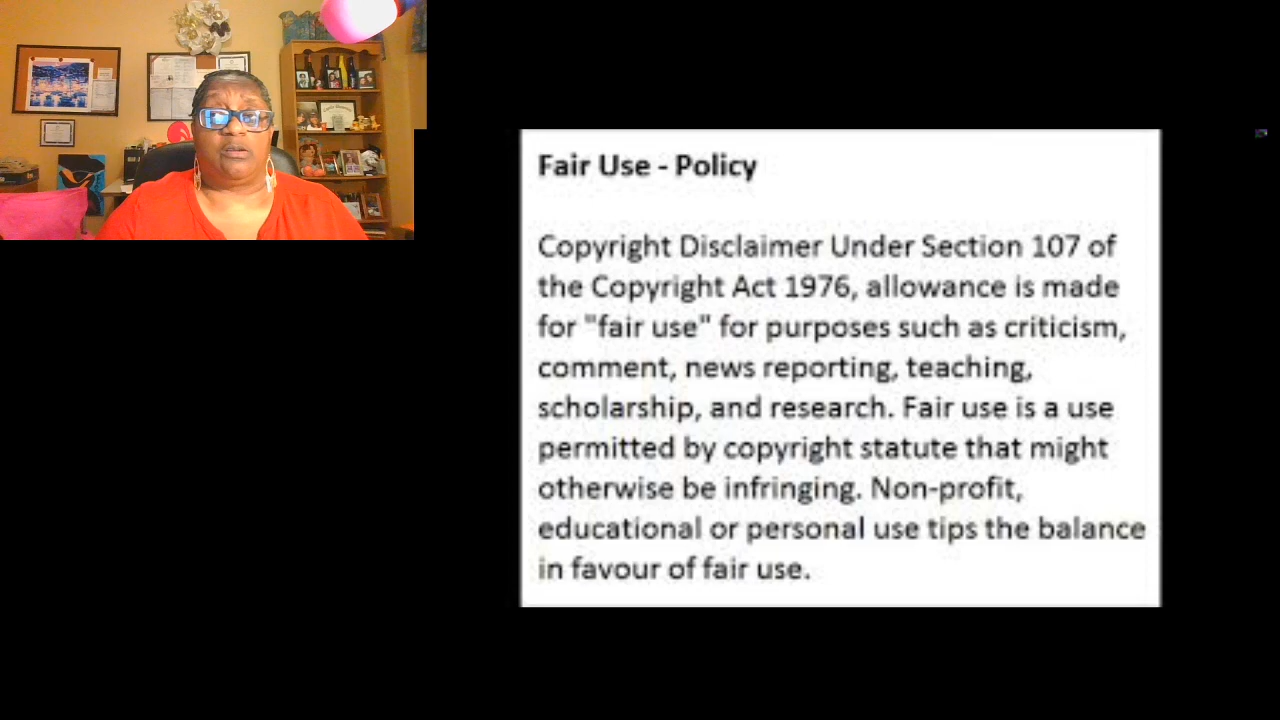 Fair Use - Policy
Copyright Disclaimer Under Section 107 of
the Copyright Act 1976, allowance is made
for "fair use" for purposes such as criticism,
comment, news reporting, teaching,
scholarship, and research. Fair use is a use
permitted by copyright statute that might
otherwise be infringing. Non-profit,
educational or personal use tips the balance
in favour of fair use.